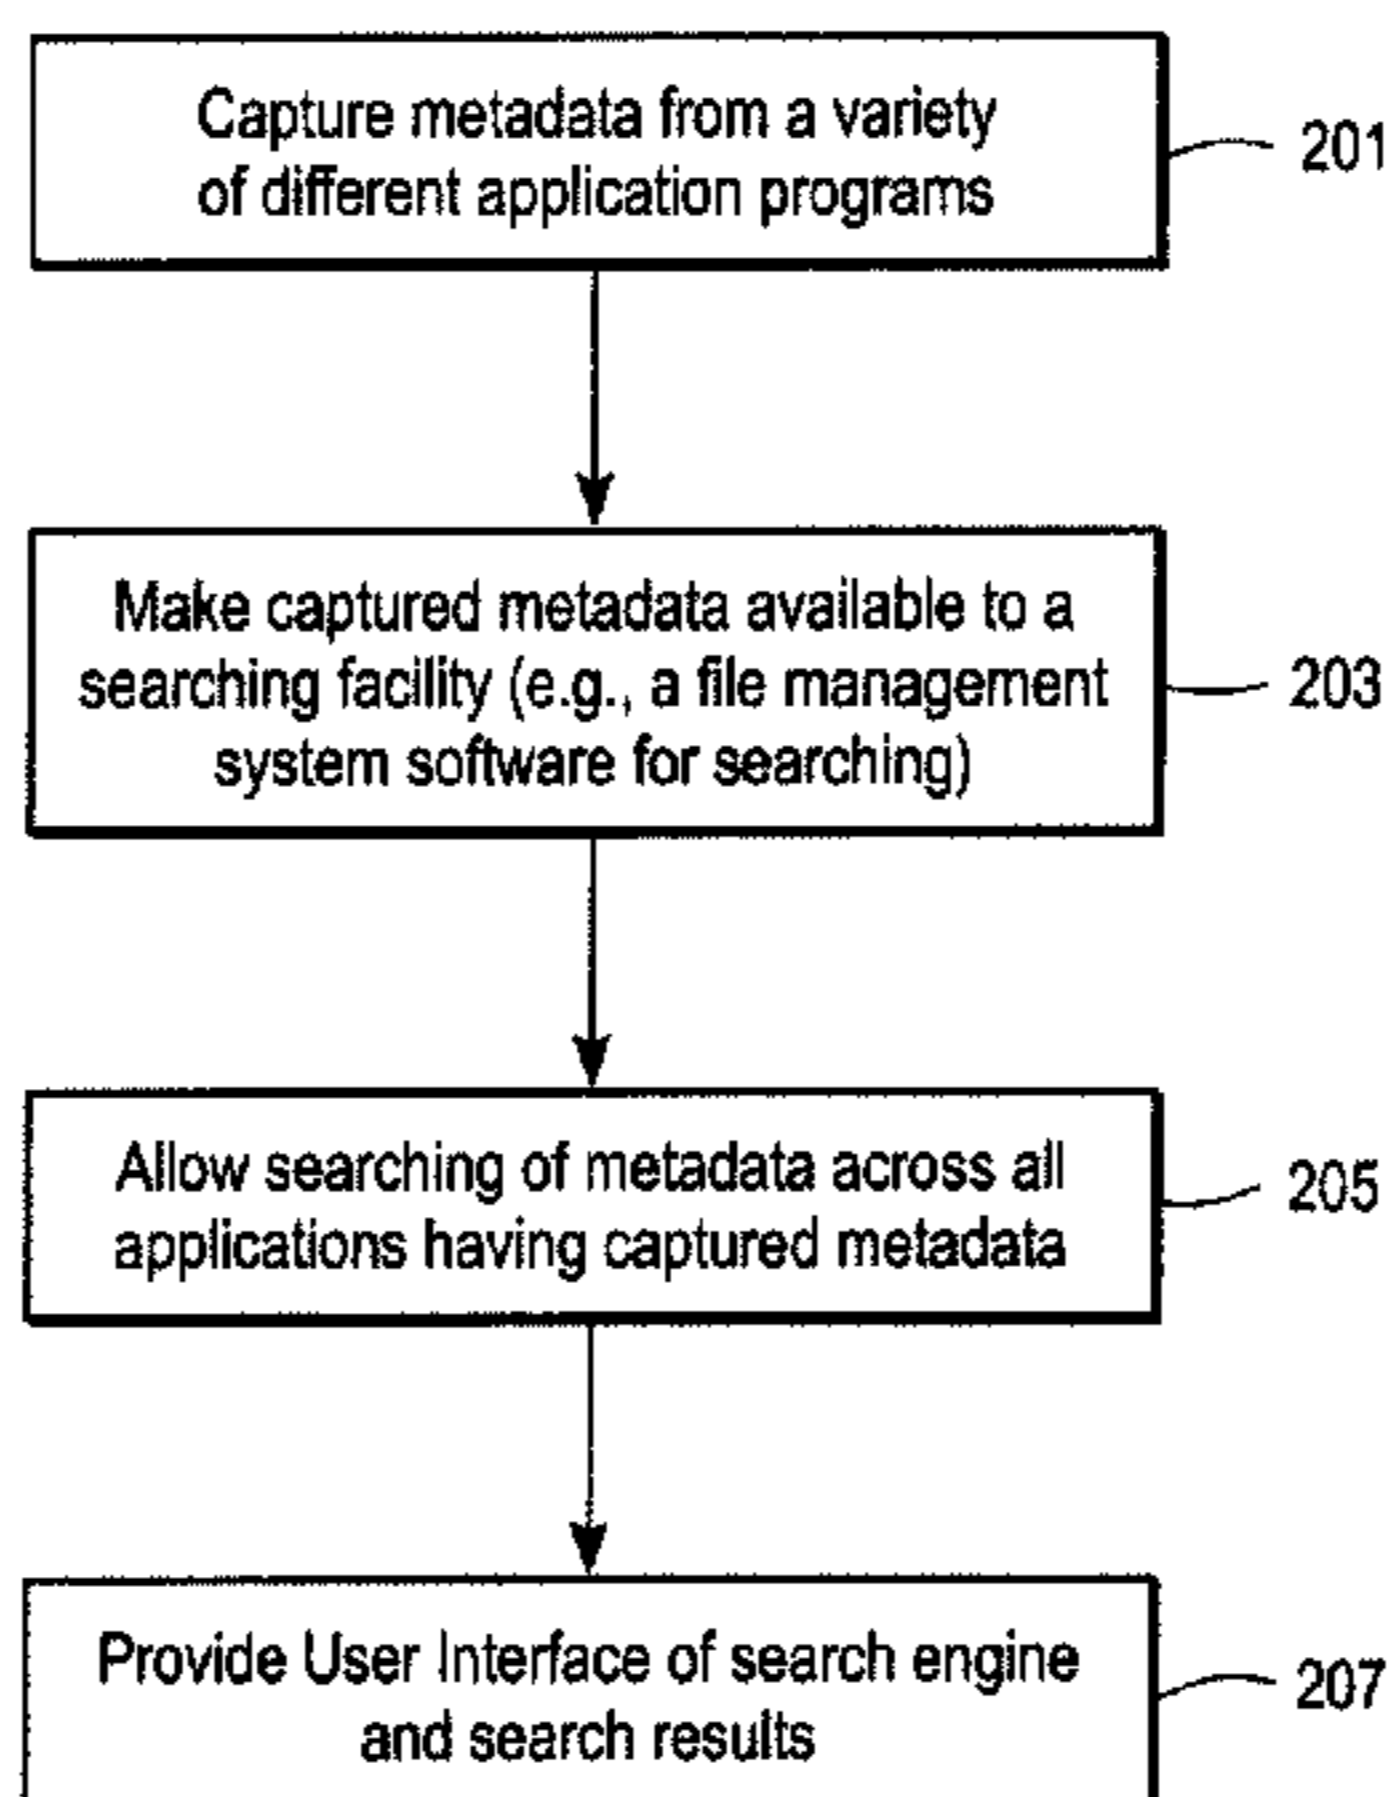 Capture metadata from a variety
of different application programs
201
Make captured metadata available to a
searching facility (e.g., a file management
system software for searching)
203
Allow searching of metadata across all
applications having captured metadata
205
Provide User Interface of search engine
and search results
207